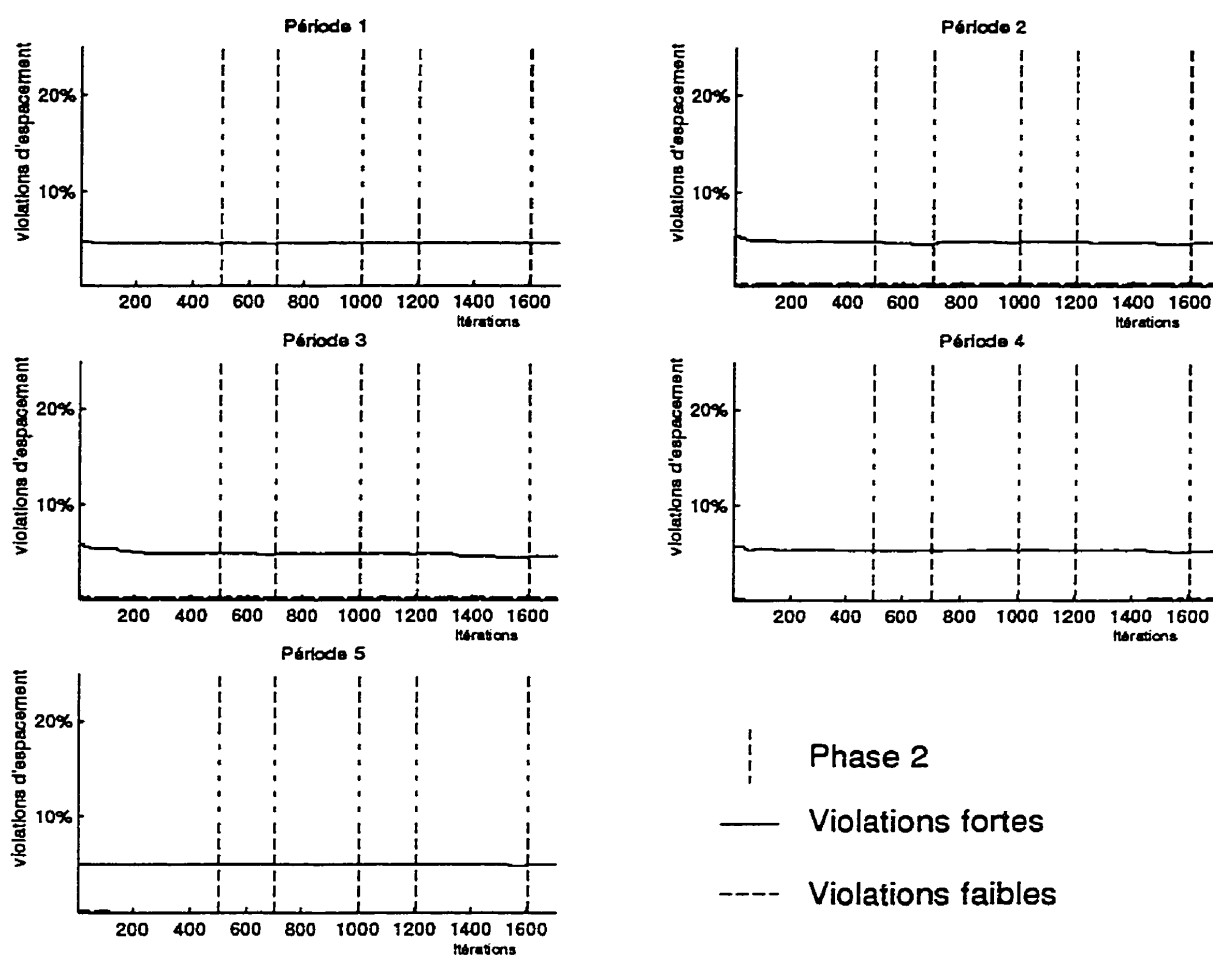 Période 1
violations d'espacement
20%
10%
200 400 600 800 1000 1200 1400 1600
Itérations
Période 2
violations d'espacement
20%
10%
200 400 600 800 1000 1200 1400 1600
Itérations
Période 3
violations d'espacement
20%
10%
200 400 600 800 1000 1200 1400 1600
Itérations
Période 4
violations d'espacement
20%
10%
200 400 600 800 1000 1200 1400 1600
Itérations
Période 5
violations d'espacement
20%
10%
200 400 600 800 1000 1200 1400 1600
Itérations
Phase 2
Violations fortes
Violations faibles